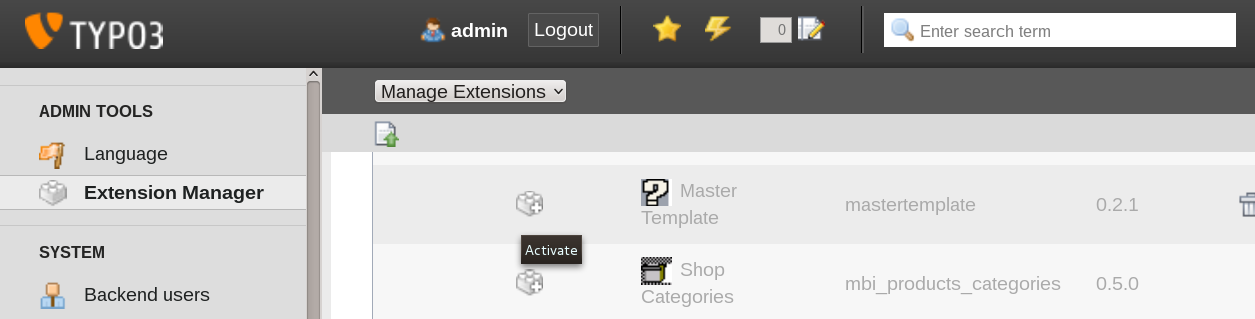 TYPO3 admin Logout 0 Enter search term
Manage Extensions
ADMIN TOOLS
Language
Extension Manager
SYSTEM
Backend users
Master
Template mastertemplate 0.2.1
Activate
Shop
Categories mbi_products_categories 0.5.0